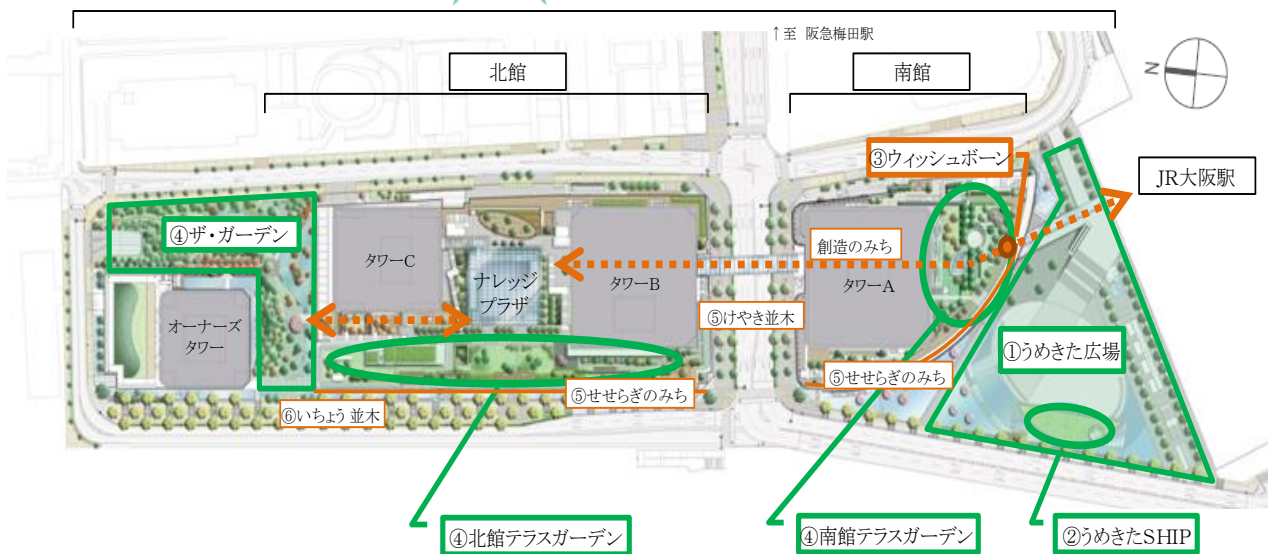 ↑至 阪急梅田駅
北館
南館
N
③ウィッシュボーン
JR大阪駅
④ザ・ガーデン
タワーC
ナレッジ
プラザ
タワーB
創造のみち
タワーA
オーナーズ
タワー
⑤けやき並木
①うめきた広場
⑤せせらぎのみち
⑤せせらぎのみち
⑥いちょう 並木
④北館テラスガーデン
④南館テラスガーデン
②うめきたSHIP